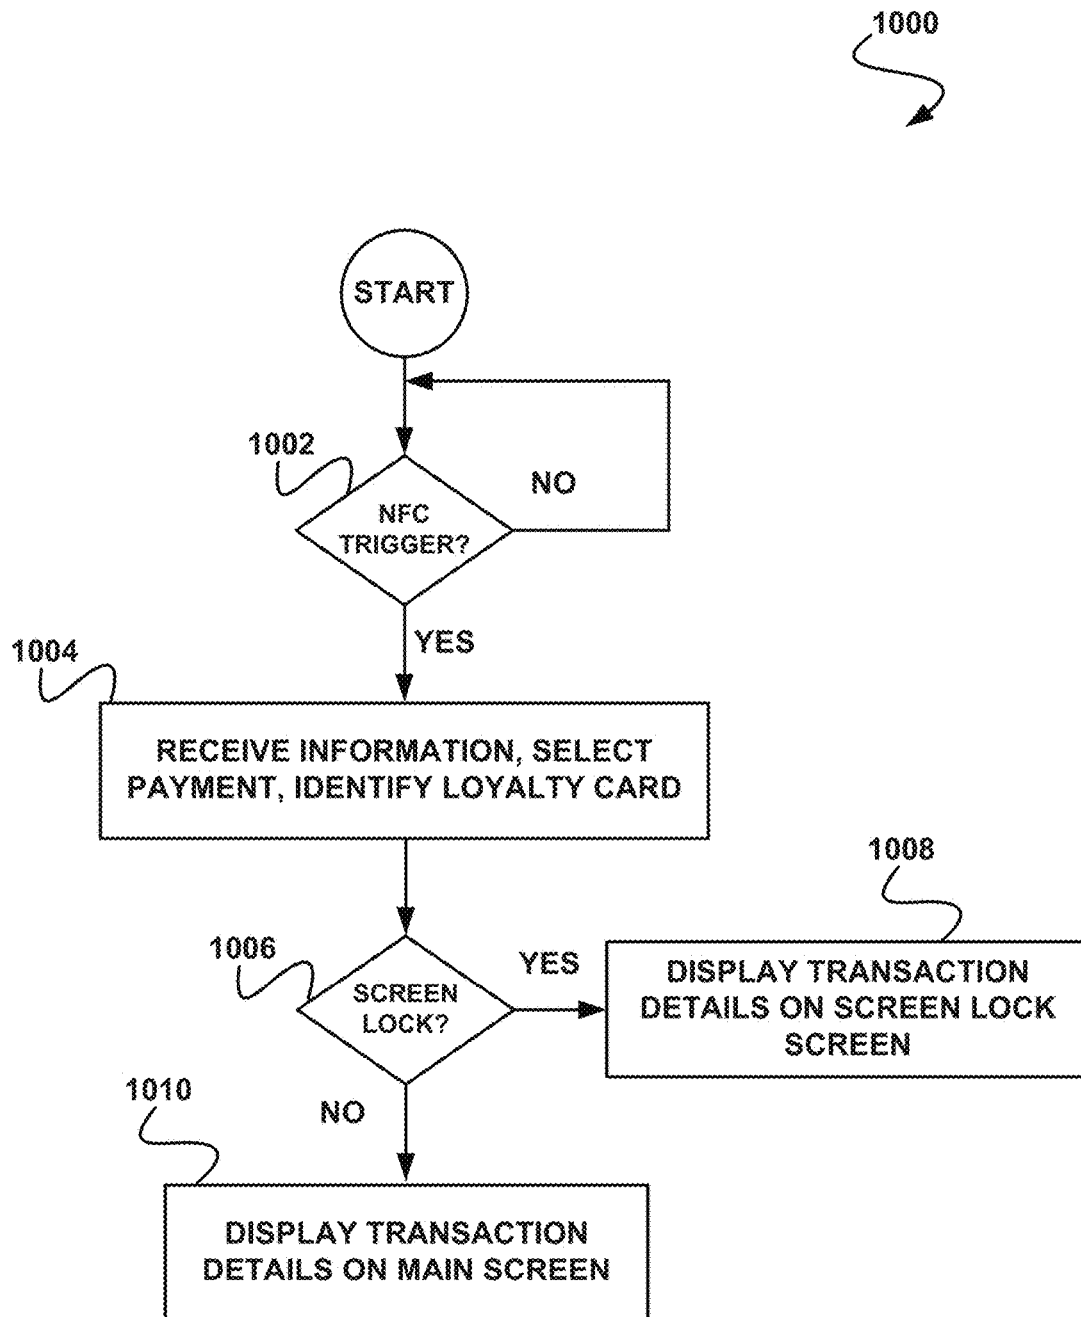 1000
START
1002
NO
NFC
TRIGGER?
YES
1004
RECEIVE INFORMATION, SELECT
PAYMENT, IDENTIFY LOYALTY CARD
1008
1006
YES
SCREEN
LOCK?
DISPLAY TRANSACTION
DETAILS ON SCREEN LOCK
SCREEN
1010
NO
DISPLAY TRANSACTION
DETAILS ON MAIN SCREEN